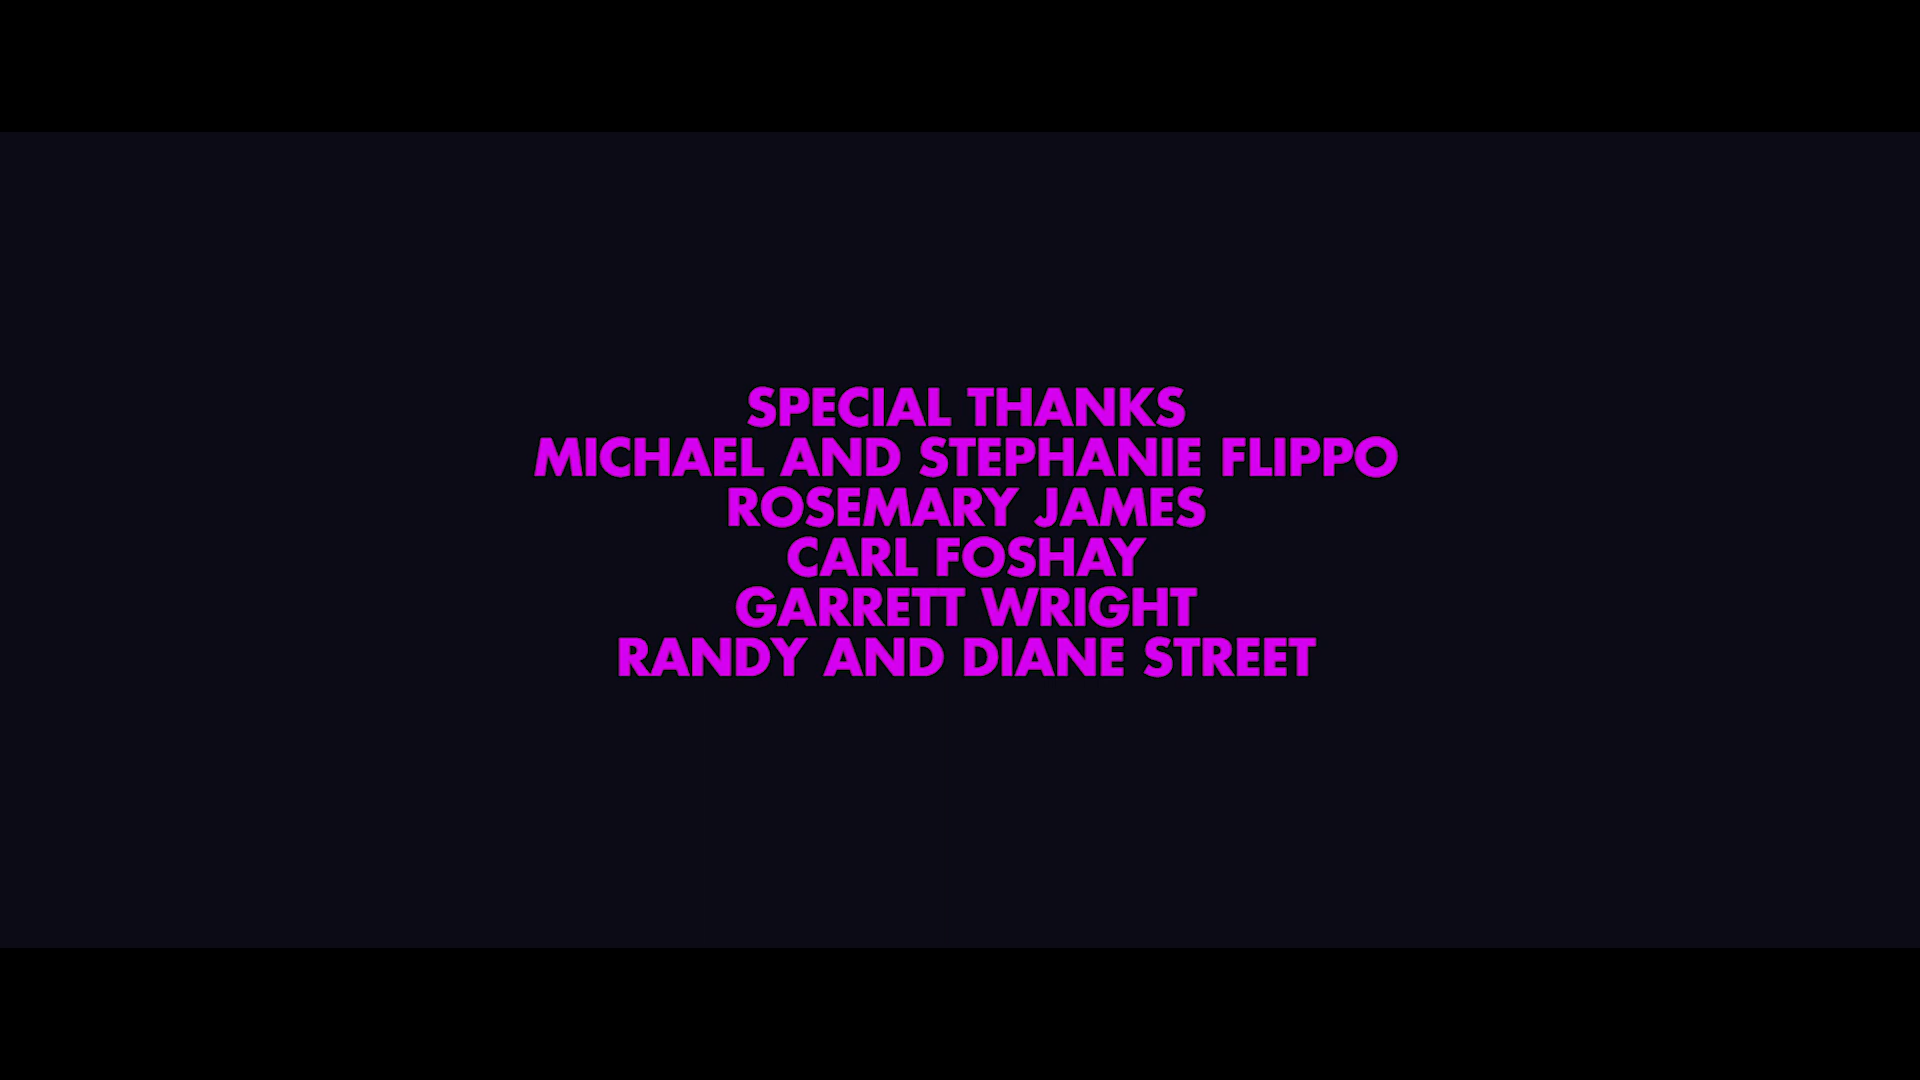 SPECIAL THANKS
MICHAEL AND STEPHANIE FLIPPO
ROSEMARY JAMES
CARL FOSHAY
GARRETT WRIGHT
RANDY AND DIANE STREET